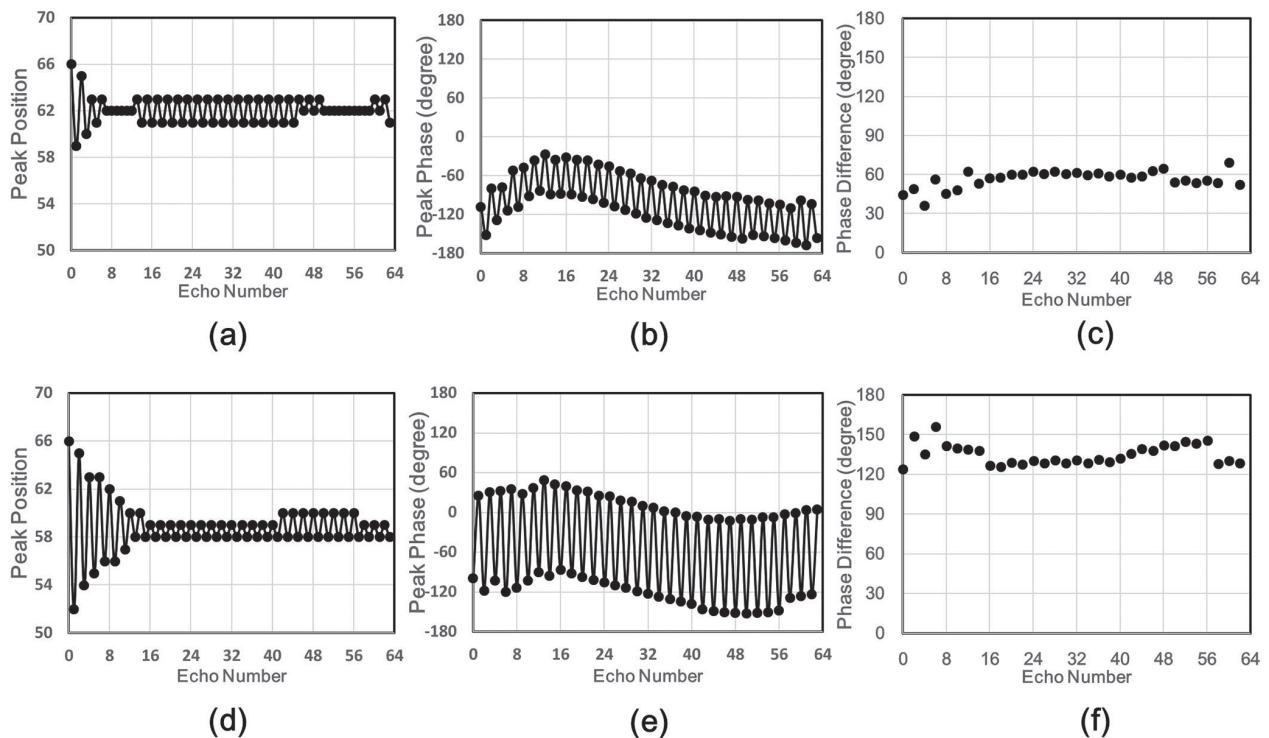 70
66
62
58
54
50
Peak Position
0 8 16 24 32 40 48 56 64
Echo Number
(a)
180
120
60
0
-60
-120
-180
Peak Phase (degree)
0 8 16 24 32 40 48 56 64
Echo Number
(b)
180
150
120
90
60
30
0
Phase Difference (degree)
0 8 16 24 32 40 48 56 64
Echo Number
(c)
70
66
62
58
54
50
Peak Position
0 8 16 24 32 40 48 56 64
Echo Number
(d)
180
120
60
0
-60
-120
-180
Peak Phase (degree)
0 8 16 24 32 40 48 56 64
Echo Number
(e)
180
150
120
90
60
30
0
Phase Difference (degree)
0 8 16 24 32 40 48 56 64
Echo Number
(f)